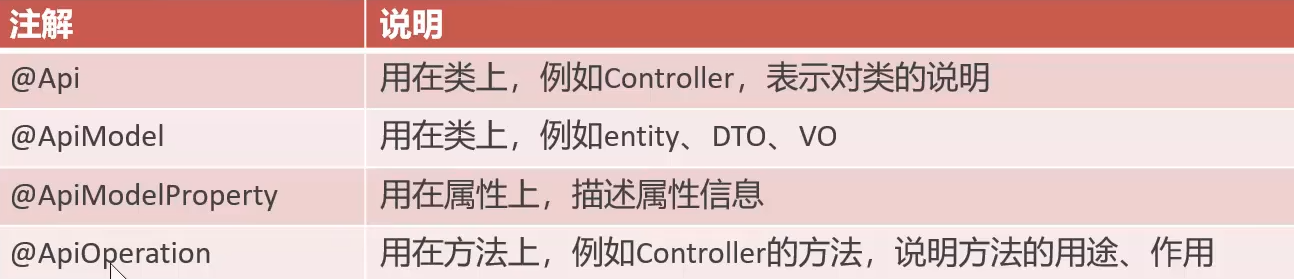 注解 说明
@Api 用在类上，例如Controller，表示对类的说明
@ApiModel 用在类上，例如entity、DTO、VO
@ApiModelProperty 用在属性上，描述属性信息
@ApiOperation 用在方法上，例如Controller的方法，说明方法的用途、作用